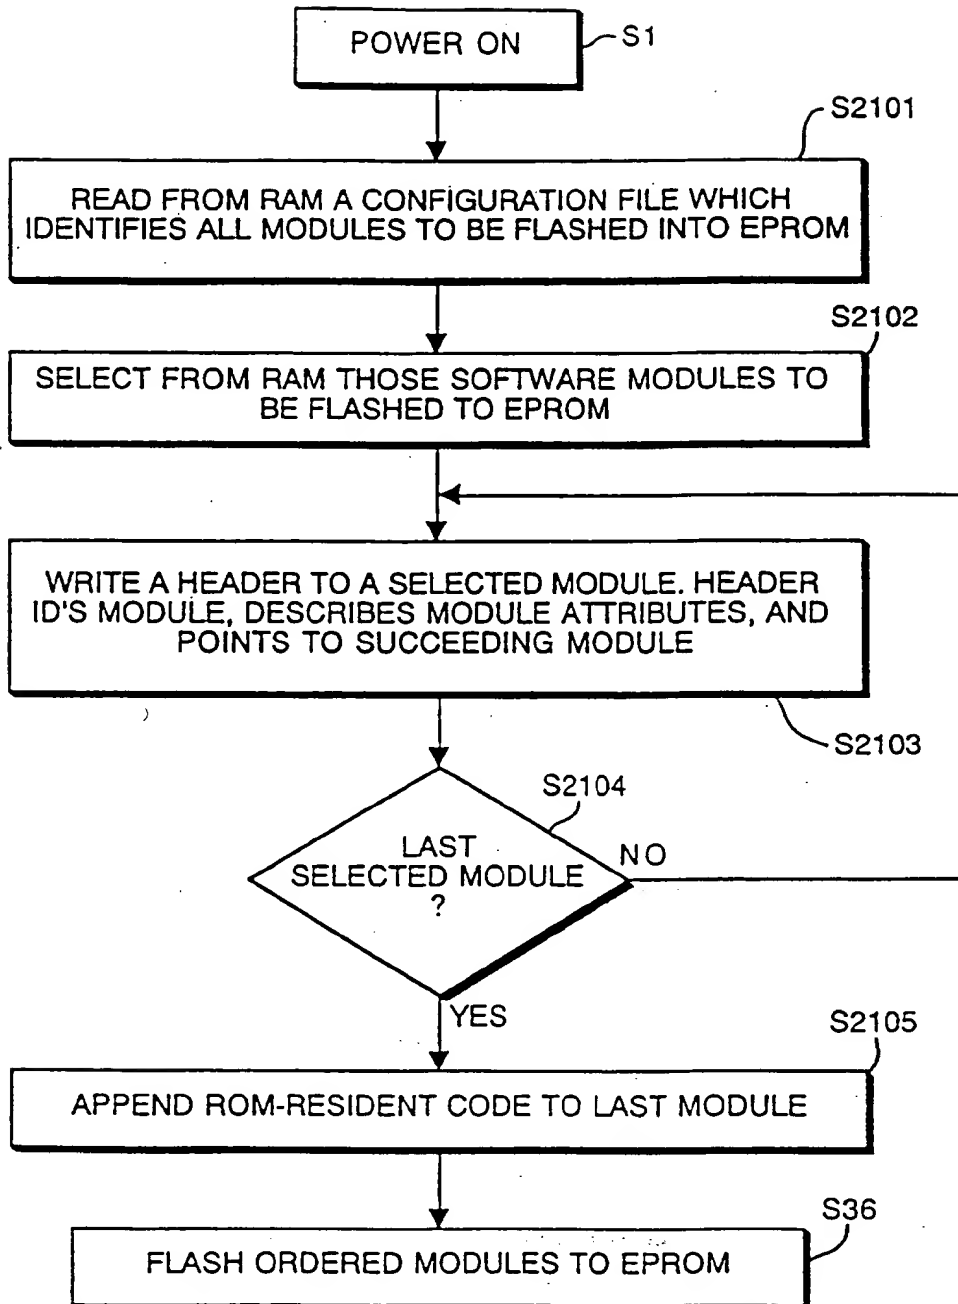 POWER ON
S1
S2101
READ FROM RAM A CONFIGURATION FILE WHICH
IDENTIFIES ALL MODULES TO BE FLASHED INTO EPROM
S2102
SELECT FROM RAM THOSE SOFTWARE MODULES TO
BE FLASHED TO EPROM
WRITE A HEADER TO A SELECTED MODULE. HEADER
ID'S MODULE, DESCRIBES MODULE ATTRIBUTES, AND
POINTS TO SUCCEEDING MODULE
S2103
S2104
LAST
SELECTED MODULE
?
NO
YES
S2105
APPEND ROM-RESIDENT CODE TO LAST MODULE
S36
FLASH ORDERED MODULES TO EPROM